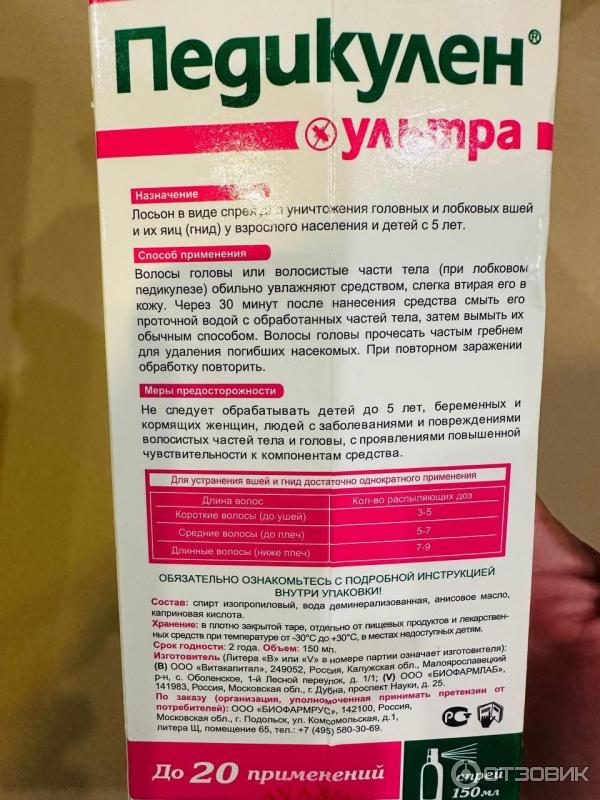 Педикулен®
ультра
Назначение
Лосьон в виде спрея для уничтожения головных и лобковых вшей
и их яиц (гнид) у взрослого населения и детей с 5 лет.
Способ применения
Волосы головы или волосистые части тела (при лобковом
педикулезе) обильно увлажняют средством, слегка втирая его в
кожу. Через 30 минут после нанесения средства смыть его
проточной водой с обработанных частей тела, затем вымыть их
обычным способом. Волосы головы прочесать частым гребнем
для удаления погибших насекомых. При повторном заражении
обработку повторить.
Меры предосторожности
Не следует обрабатывать детей до 5 лет, беременных и
кормящих женщин, людей с заболеваниями и повреждениями
волосистых частей тела и головы, с проявлениями повышенной
чувствительности к компонентам средства.
Для устранения вшей и гнид достаточно однократного применения
Длина волос Кол-во распыляющих доз
Короткие волосы (до ушей) 3-5
Средние волосы (до плеч) 5-7
Длинные волосы (ниже плеч) 7-9
ОБЯЗАТЕЛЬНО ОЗНАКОМЬТЕСЬ С ПОДРОБНОЙ ИНСТРУКЦИЕЙ
ВНУТРИ УПАКОВКИ!
Состав: спирт изопропиловый, вода деминерализованная, анисовое масло,
каприновая кислота.
Хранение: в плотно закрытой таре, отдельно от пищевых продуктов и лекарствен-
ных средств при температуре от -30°С до +30°С, в местах недоступных детям.
Срок годности: 2 года. Объем: 150 мл.
Изготовитель (Литера «В» или «V» в номере партии означает изготовителя):
(В) ООО «Витакапитал», 249052, Россия, Калужская обл., Малоярославецкий
р-н, с. Оболенское, 1-й Лесной переулок, д. 1/1; (V) ООО «БИОФАРМЛАБ»,
141983, Россия, Московская обл., г. Дубна, проспект Науки, д. 25.
По заказу (организация, уполномоченная принимать претензии от
потребителей): ООО «БИОФАРМРУС», 142100, Россия,
Московская обл., г. Подольск, ул. Комсомольская, д.1,
литера Щ, помещение 65, тел.: +7 (495) 580-30-69.
До 20 применений
спрей
150 мл
ОТЗОВИК